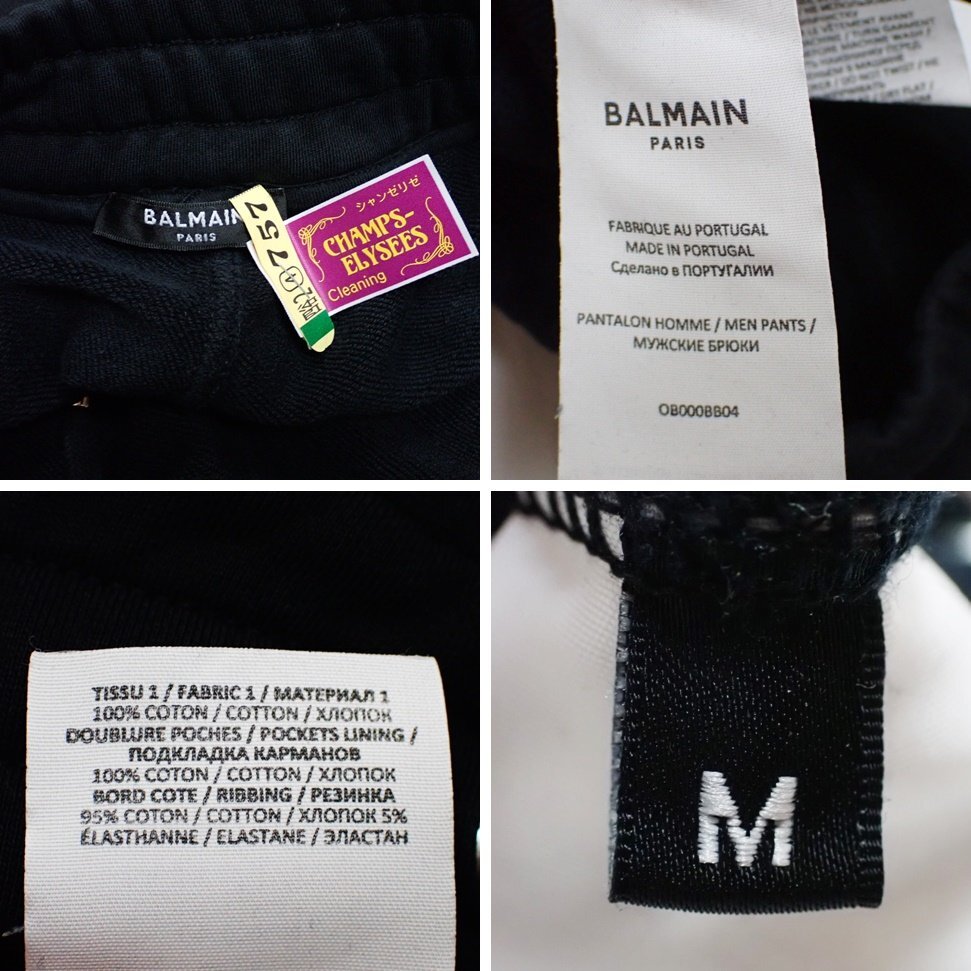 BALMAIN
PARIS
757
シャンゼリゼ
CHAMPS-
ELYSEES
Cleaning
BALMAIN
PARIS
FABRIQUE AU PORTUGAL
MADE IN PORTUGAL
Сделано в ПОРТУГАЛИИ
PANTALON HOMME / MEN PANTS /
МУЖСКИЕ БРЮКИ
OB000BB04
TISSU 1 / FABRIC 1 / МАТЕРИАЛ 1
100% COTON / COTTON / ХЛОПОК
DOUBLURE POCHES / POCKETS LINING /
ПОДКЛАДКА КАРМАНОВ
100% COTON / COTTON / ХЛОПОК
BORD COTE / RIBBING / РЕЗИНКА
95% COTON / COTTON / ХЛОПОК 5%
ÉLASTHANNE / ELASTANE / ЭЛАСТАН
M